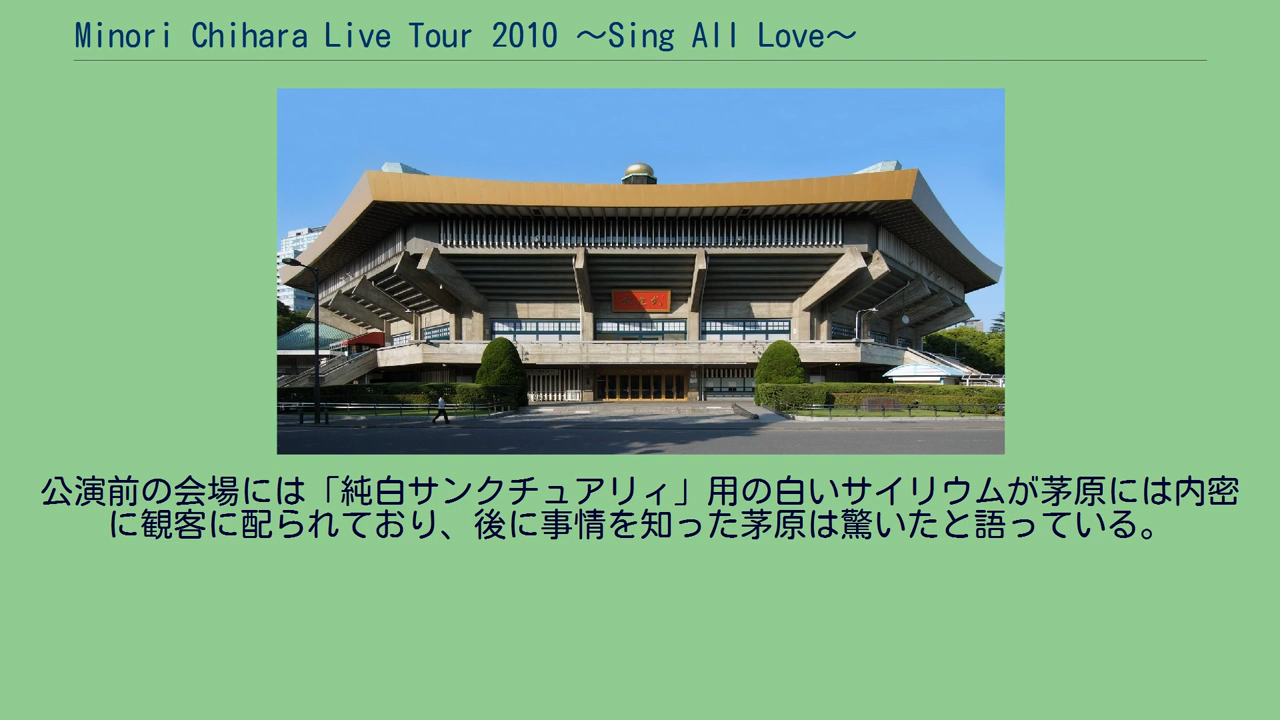 Minori Chihara Live Tour 2010 ～Sing All Love～
公演前の会場には「純白サンクチュアリィ」用の白いサイリウムが茅原には内密
に観客に配られており、後に事情を知った茅原は驚いたと語っている。